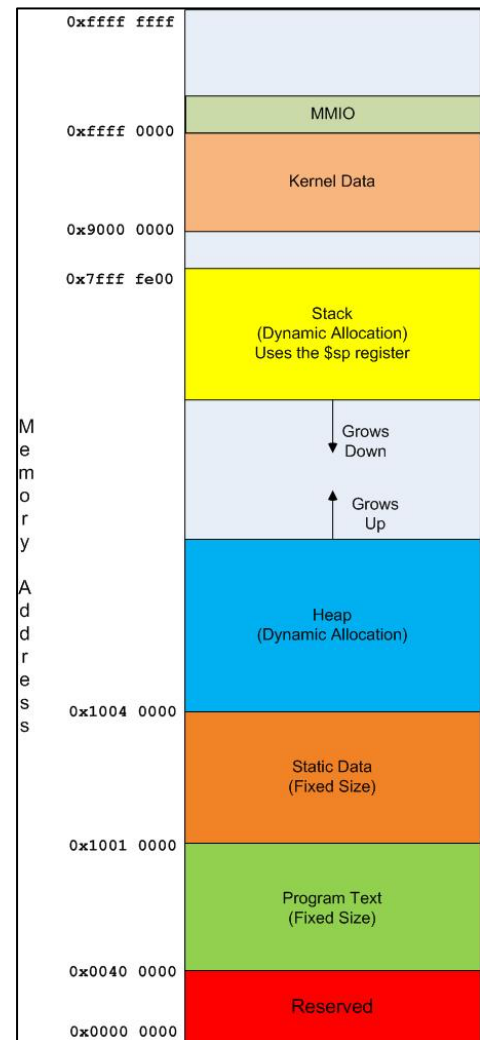 0xffff ffff
MMIO
0xffff 0000
Kernel Data
0x9000 0000
0x7fff fe00
Stack
(Dynamic Allocation)
Uses the $sp register
Grows
Down
Grows
Up
Memory Address
Heap
(Dynamic Allocation)
0x1004 0000
Static Data
(Fixed Size)
0x1001 0000
Program Text
(Fixed Size)
0x0040 0000
Reserved
0x0000 0000